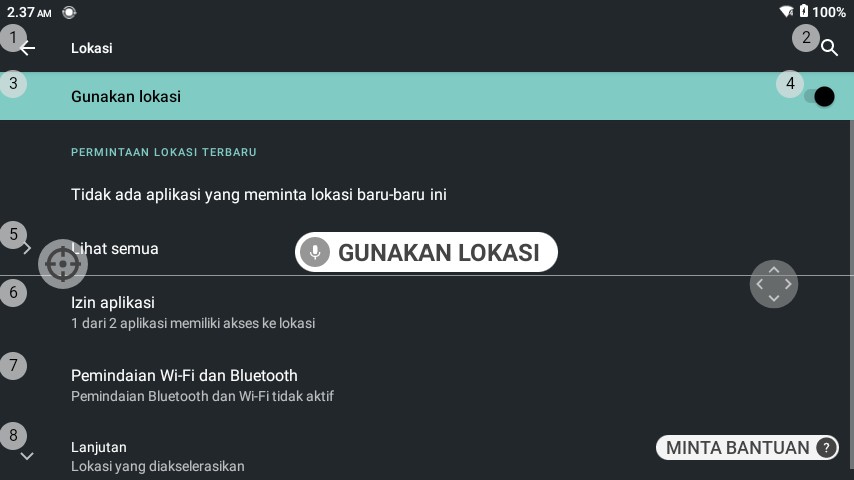 2.37 AM
100%
1
Lokasi
2
3
Gunakan lokasi
4
PERMINTAAN LOKASI TERBARU
Tidak ada aplikasi yang meminta lokasi baru-baru ini
5
Lihat semua
GUNAKAN LOKASI
6
Izin aplikasi
1 dari 2 aplikasi memiliki akses ke lokasi
7
Pemindaian Wi-Fi dan Bluetooth
Pemindaian Bluetooth dan Wi-Fi tidak aktif
8
Lanjutan
Lokasi yang diakselerasikan
MINTA BANTUAN ?